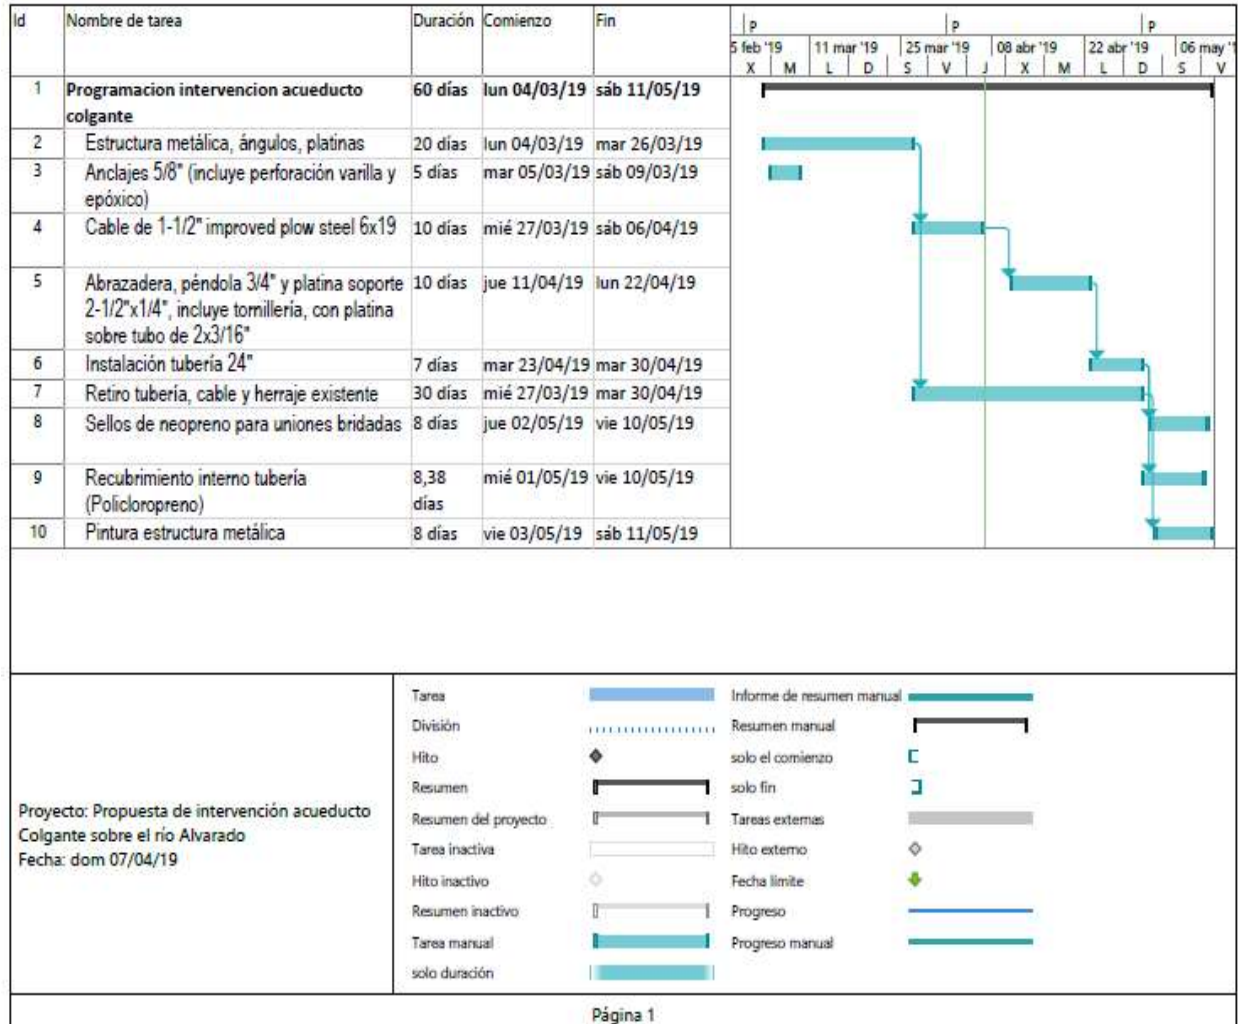 Id Nombre de tarea Duración Comienzo Fin
P P P
5 feb '19 11 mar '19 25 mar '19 08 abr '19 22 abr '19 06 may '1
X M L D S V J X M L D S V
1 Programacion intervencion acueducto 60 días lun 04/03/19 sáb 11/05/19
colgante
2 Estructura metálica, ángulos, platinas 20 días lun 04/03/19 mar 26/03/19
3 Anclajes 5/8" (incluye perforación varilla y 5 días mar 05/03/19 sáb 09/03/19
epóxico)
4 Cable de 1-1/2" improved plow steel 6x19 10 días mié 27/03/19 sáb 06/04/19
5 Abrazadera, péndola 3/4" y platina soporte 10 días jue 11/04/19 lun 22/04/19
2-1/2"x1/4", incluye tornillería, con platina
sobre tubo de 2x3/16"
6 Instalación tubería 24" 7 días mar 23/04/19 mar 30/04/19
7 Retiro tubería, cable y herraje existente 30 días mié 27/03/19 mar 30/04/19
8 Sellos de neopreno para uniones bridadas 8 días jue 02/05/19 vie 10/05/19
9 Recubrimiento interno tubería 8,38 mié 01/05/19 vie 10/05/19
(Policloropreno) días
10 Pintura estructura metálica 8 días vie 03/05/19 sáb 11/05/19
Proyecto: Propuesta de intervención acueducto
Colgante sobre el río Alvarado
Fecha: dom 07/04/19
Tarea Informe de resumen manual
División Resumen manual
Hito solo el comienzo
Resumen solo fin
Resumen del proyecto Tareas externas
Tarea inactiva Hito externo
Hito inactivo Fecha límite
Resumen inactivo Progreso
Tarea manual Progreso manual
solo duración
Página 1